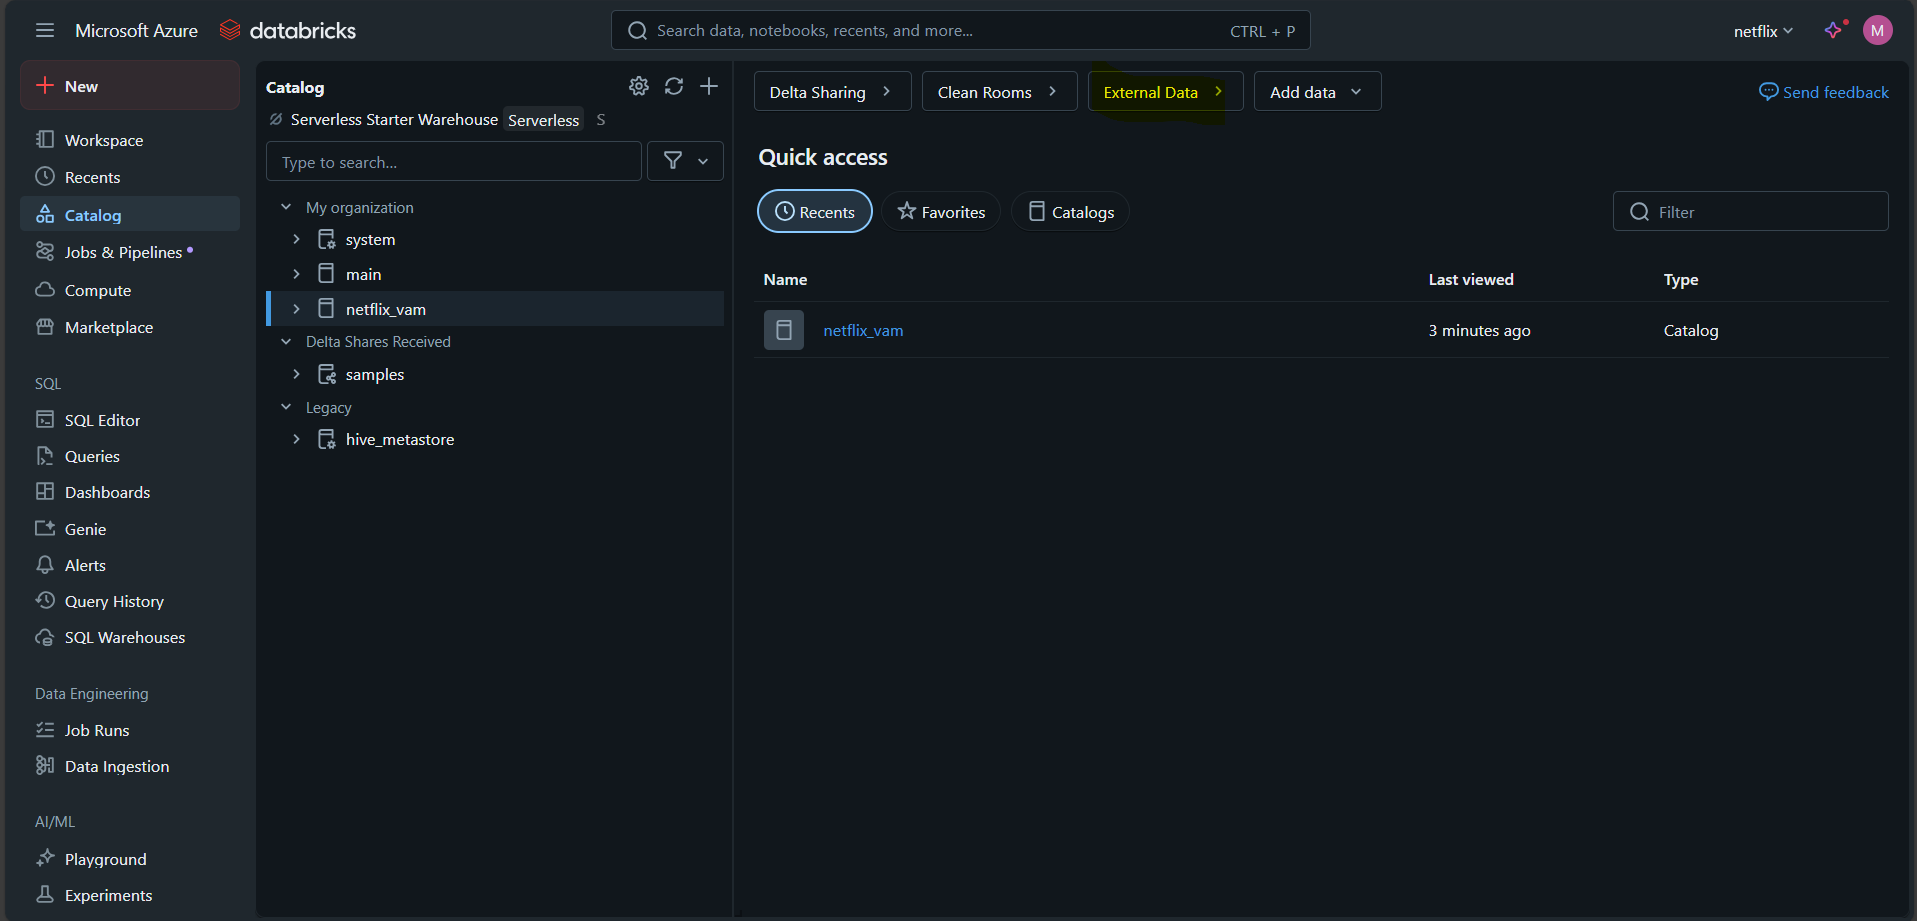 Microsoft Azure databricks
Search data, notebooks, recents, and more... CTRL + P
netflix
M
New
Workspace
Recents
Catalog
Jobs & Pipelines
Compute
Marketplace
SQL
SQL Editor
Queries
Dashboards
Genie
Alerts
Query History
SQL Warehouses
Data Engineering
Job Runs
Data Ingestion
AI/ML
Playground
Experiments
Catalog
Serverless Starter Warehouse Serverless S
Type to search...
My organization
system
main
netflix_vam
Delta Shares Received
samples
Legacy
hive_metastore
Delta Sharing
Clean Rooms
External Data
Add data
Send feedback
Quick access
Recents
Favorites
Catalogs
Filter
Name Last viewed Type
netflix_vam 3 minutes ago Catalog